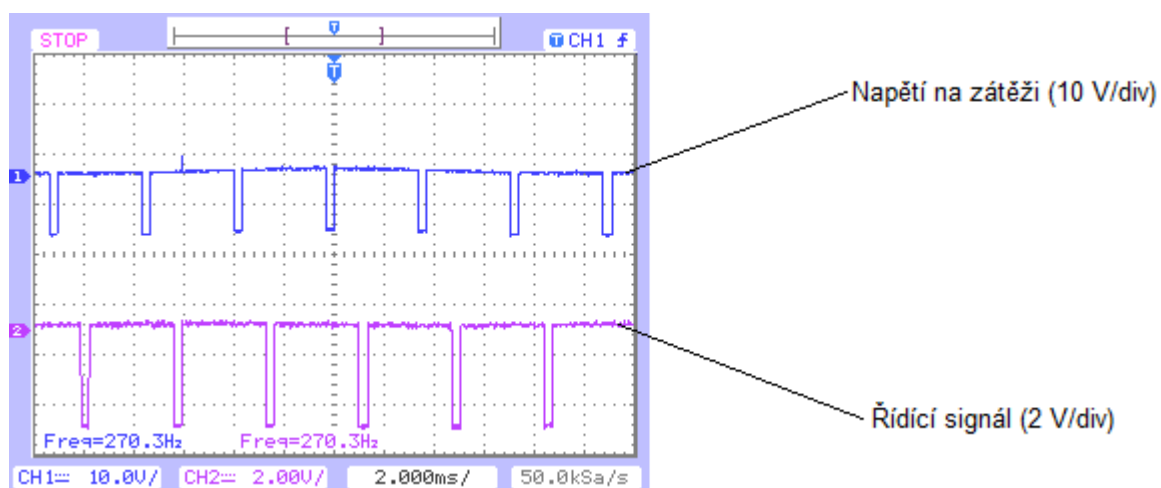 STOP
T
CH1
T
Napětí na zátěži (10 V/div)
1
2
Řídící signál (2 V/div)
Freq=270.3Hz Freq=270.3Hz
CH1 10.0V/ CH2 2.00V/ 2.000ms/ 50.0kSa/s